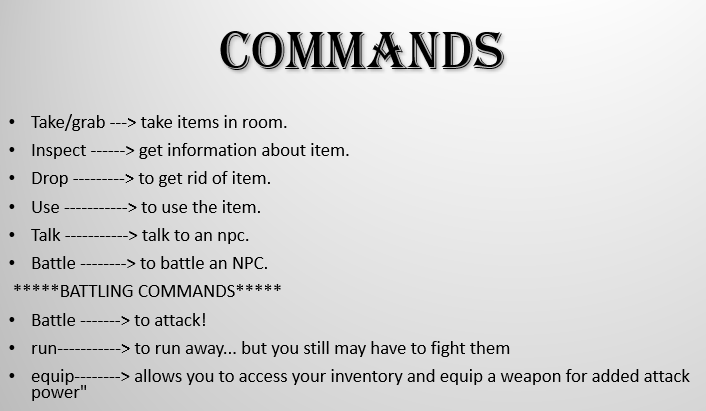 COMMANDS
• Take/grab ---> take items in room.
• Inspect ------> get information about item.
• Drop ---------> to get rid of item.
• Use -----------> to use the item.
• Talk -----------> talk to an npc.
• Battle --------> to battle an NPC.
*****BATTLING COMMANDS*****
• Battle -------> to attack!
• run-----------> to run away... but you still may have to fight them
• equip--------> allows you to access your inventory and equip a weapon for added attack
power"